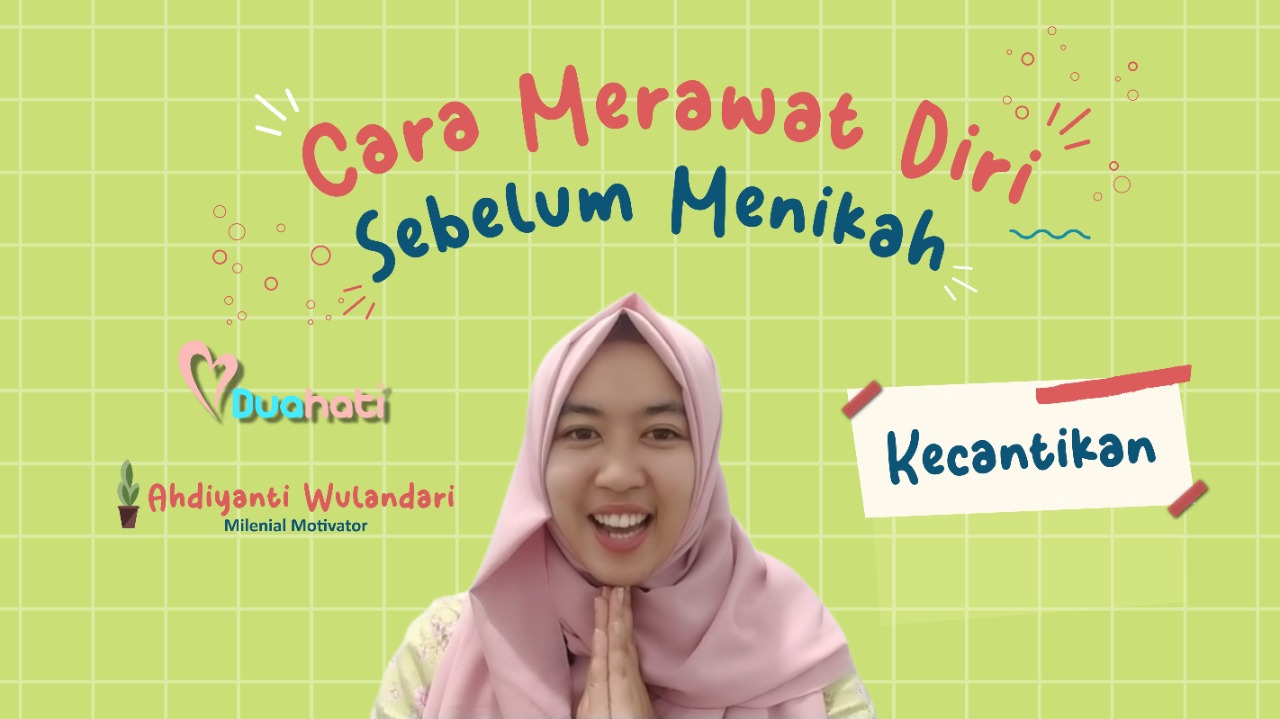 Cara Merawat Diri
Sebelum Menikah
Duahati
Kecantikan
Ahdiyanti Wulandari
Milenial Motivator